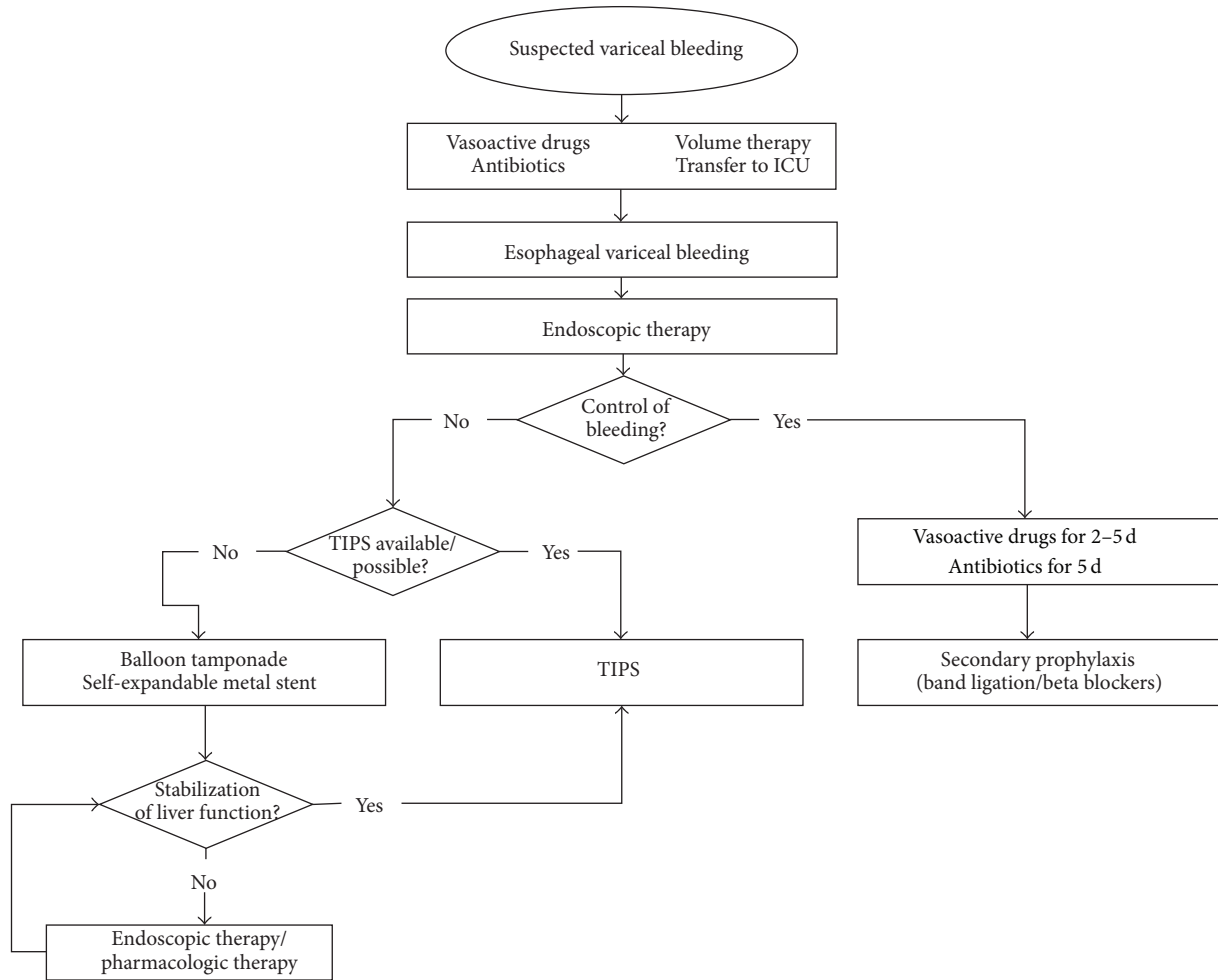 Suspected variceal bleeding
Vasoactive drugs
Antibiotics
Volume therapy
Transfer to ICU
Esophageal variceal bleeding
Endoscopic therapy
Control of
bleeding?
No
Yes
TIPS available/
possible?
No
Yes
Vasoactive drugs for 2–5 d
Antibiotics for 5 d
Balloon tamponade
Self-expandable metal stent
TIPS
Secondary prophylaxis
(band ligation/beta blockers)
Stabilization
of liver function?
Yes
No
Endoscopic therapy/
pharmacologic therapy